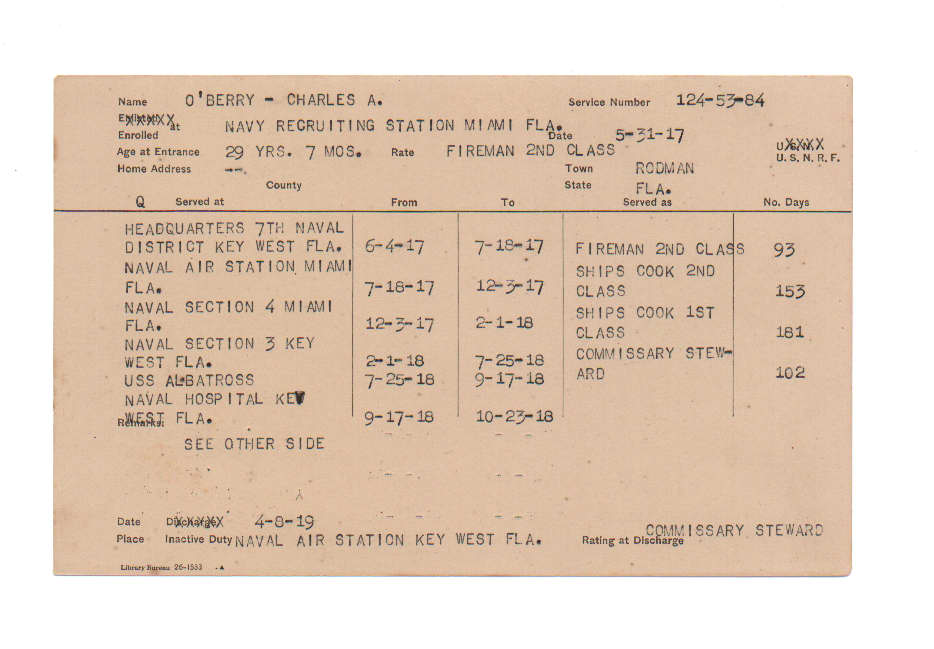 Name O'BERRY - CHARLES A. Service Number 124-53-84
Enlisted XXXXX at NAVY RECRUITING STATION MIAMI FLA. Date 5-31-17
Enrolled
Age at Entrance 29 YRS. 7 MOS. Rate FIREMAN 2ND CLASS U.S.N. XXXX U. S. N. R. F.
Home Address --. Town RODMAN
County State FLA.
Q Served at From To Served as No. Days
HEADQUARTERS 7TH NAVAL
DISTRICT KEY WEST FLA. 6-4-17 7-18-17 FIREMAN 2ND CLASS 93
NAVAL AIR STATION MIAMI SHIPS COOK 2ND
FLA. 7-18-17 12-3-17 CLASS 153
NAVAL SECTION 4 MIAMI SHIPS COOK 1ST
FLA. 12-3-17 2-1-18 CLASS 181
NAVAL SECTION 3 KEY COMMISSARY STEW-
WEST FLA. 2-1-18 7-25-18 ARD 102
USS ALBATROSS 7-25-18 9-17-18
NAVAL HOSPITAL KEY
WEST FLA. 9-17-18 10-23-18
Remarks:
SEE OTHER SIDE
Date Discharge XXXXX 4-8-19
Place Inactive Duty NAVAL AIR STATION KEY WEST FLA. Rating at Discharge COMMISSARY STEWARD
Library Bureau 26-1533